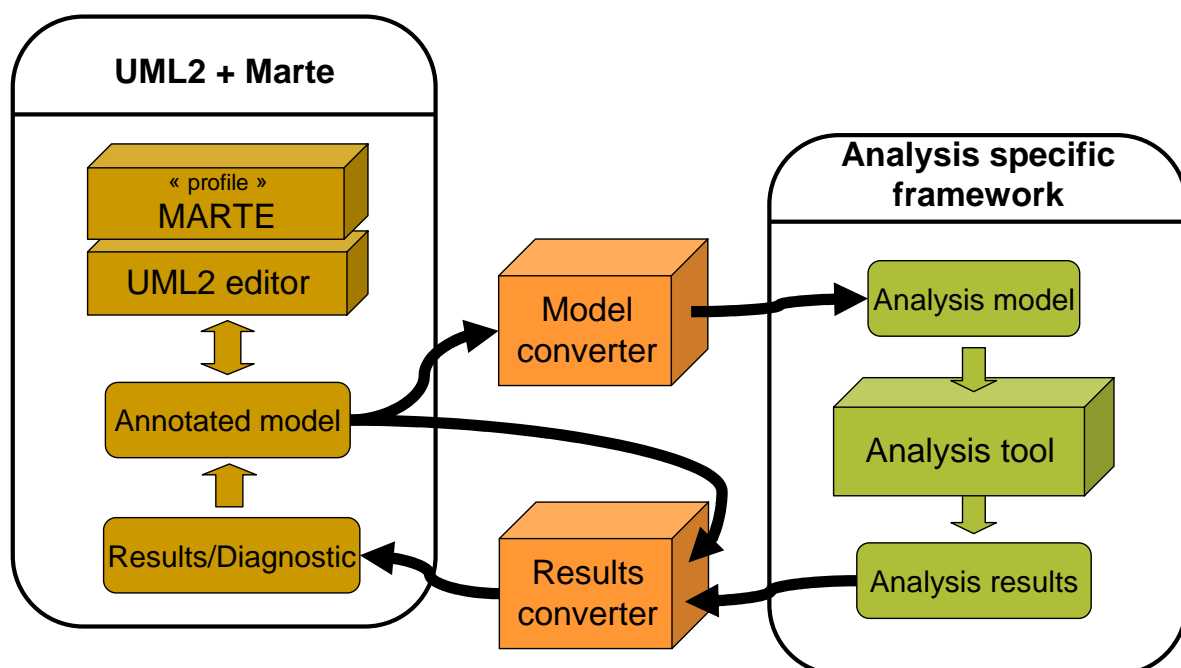 UML2 + Marte
« profile »
MARTE
UML2 editor
Annotated model
Results/Diagnostic
Model
converter
Results
converter
Analysis specific
framework
Analysis model
Analysis tool
Analysis results